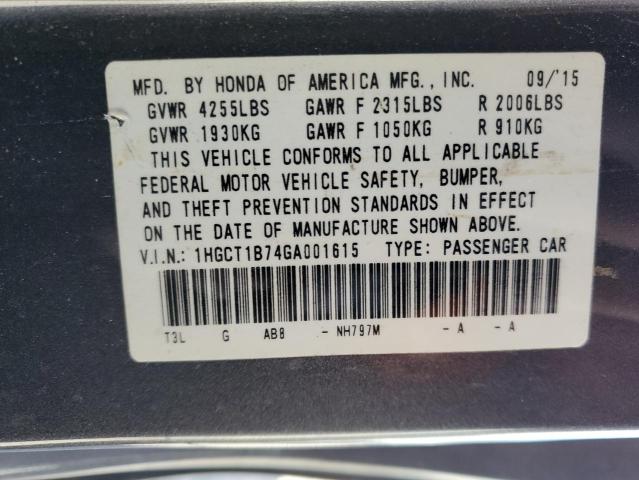 MFD. BY HONDA OF AMERICA MFG., INC. 09/'15
GVWR 4255LBS GAWR F 2315LBS R 2006LBS
GVWR 1930KG GAWR F 1050KG R 910KG
THIS VEHICLE CONFORMS TO ALL APPLICABLE
FEDERAL MOTOR VEHICLE SAFETY, BUMPER,
AND THEFT PREVENTION STANDARDS IN EFFECT
ON THE DATE OF MANUFACTURE SHOWN ABOVE.
V.I.N.: 1HGCT1B74GA001615 TYPE: PASSENGER CAR
T3L G AB8 - NH797M - A - A